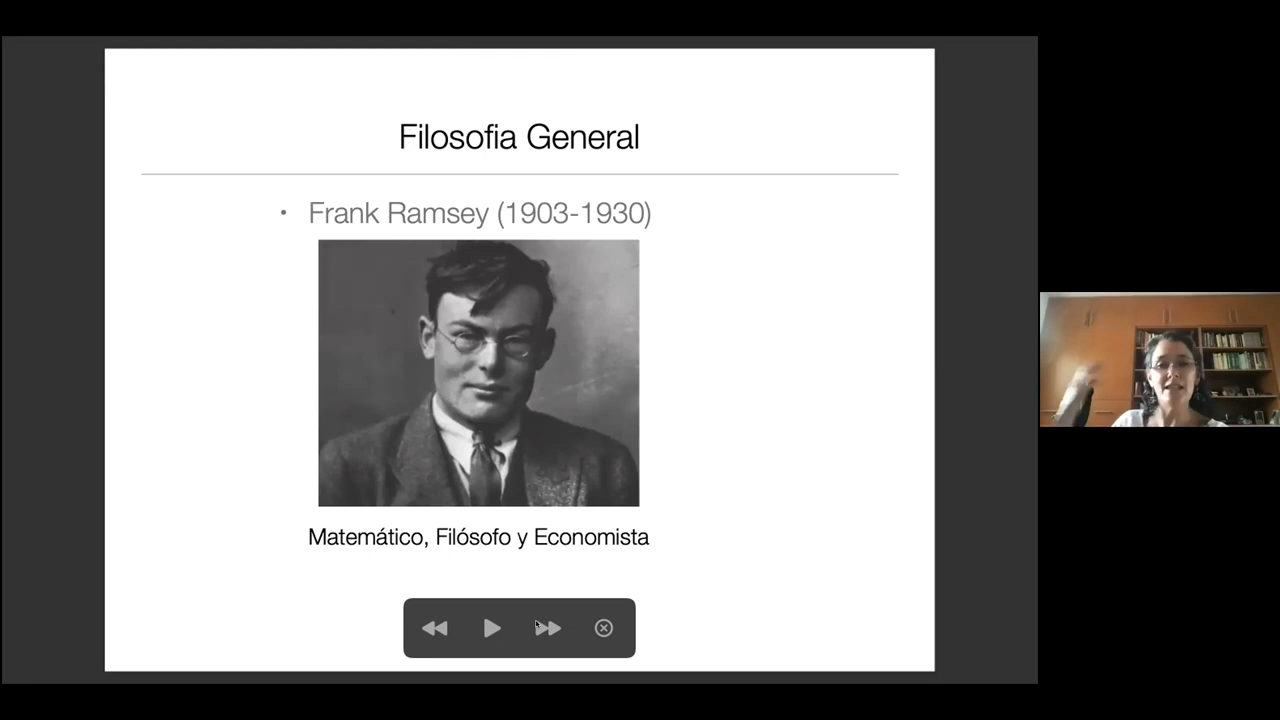 Filosofia General
• Frank Ramsey (1903-1930)
Matemático, Filósofo y Economista